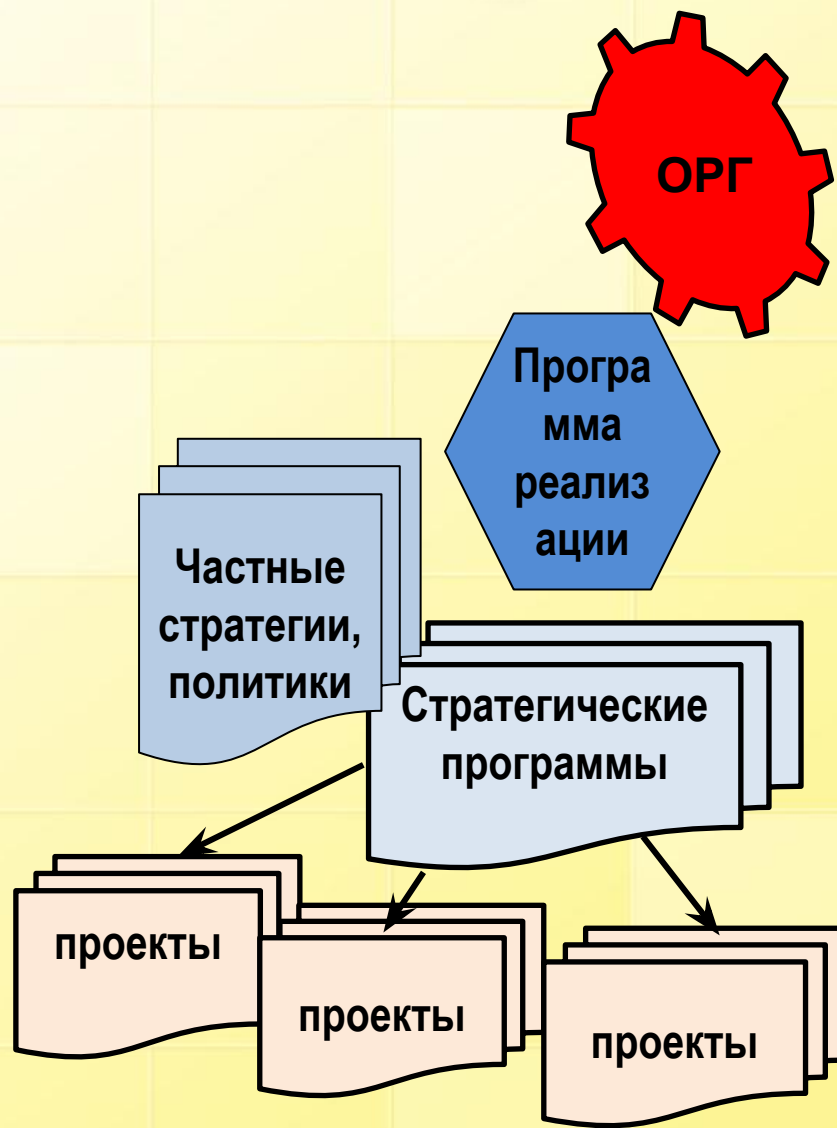 ОРГ
Програ
мма
реализ
ации
Частные
стратегии,
политики
Стратегические
программы
проекты
проекты
проекты